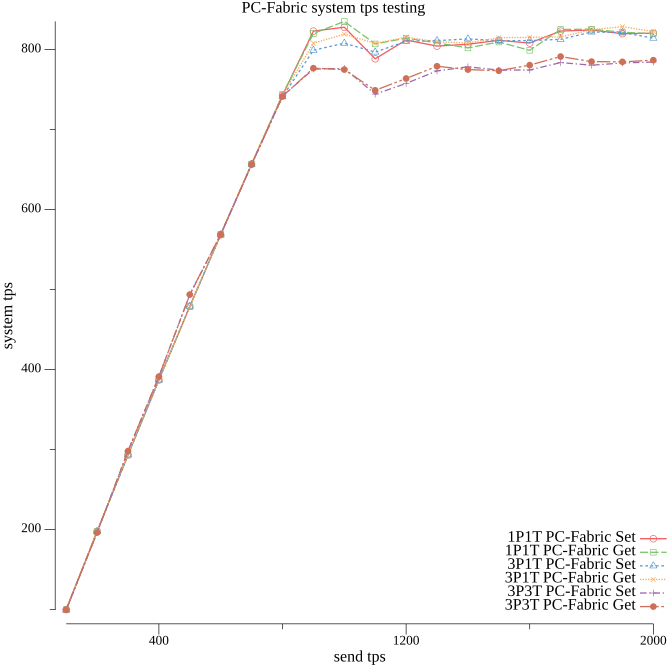 PC-Fabric system tps testing
800
600
400
200
system tps
1P1T PC-Fabric Set
1P1T PC-Fabric Get
3P1T PC-Fabric Set
3P1T PC-Fabric Get
3P3T PC-Fabric Set
3P3T PC-Fabric Get
400
1200
2000
send tps